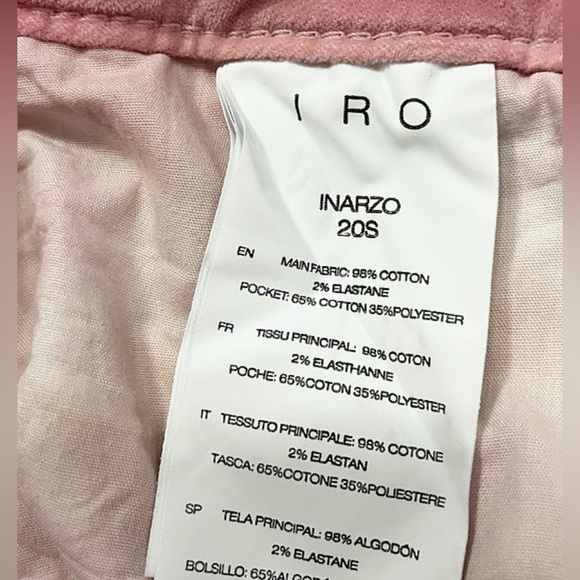 IRO
INARZO
20S
EN MAIN FABRIC: 98% COTTON
2% ELASTANE
POCKET: 65% COTTON 35%POLYESTER
FR TISSU PRINCIPAL: 98% COTON
2% ELASTHANNE
POCHE: 65%COTON 35%POLYESTER
IT TESSUTO PRINCIPALE: 98% COTONE
2% ELASTAN
TASCA: 65%COTONE 35%POLIESTERE
SP TELA PRINCIPAL: 98% ALGODÓN
2% ELASTANE
BOLSILLO: 65%